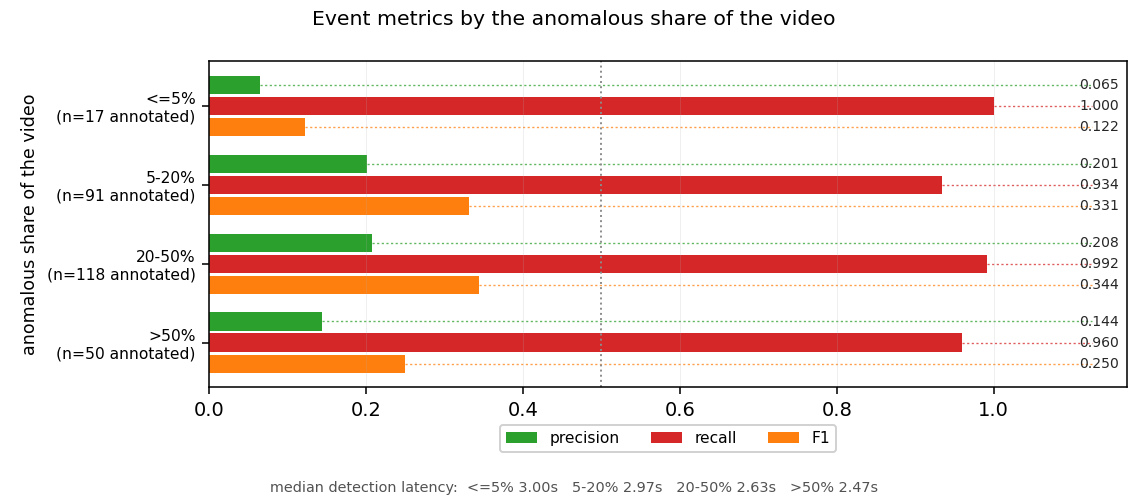 Event metrics by the anomalous share of the video
anomalous share of the video
<=5%
(n=17 annotated)
0.065
1.000
0.122
5-20%
(n=91 annotated)
0.201
0.934
0.331
20-50%
(n=118 annotated)
0.208
0.992
0.344
>50%
(n=50 annotated)
0.144
0.960
0.250
0.0 0.2 0.4 0.6 0.8 1.0
precision recall F1
median detection latency: <=5% 3.00s 5-20% 2.97s 20-50% 2.63s >50% 2.47s